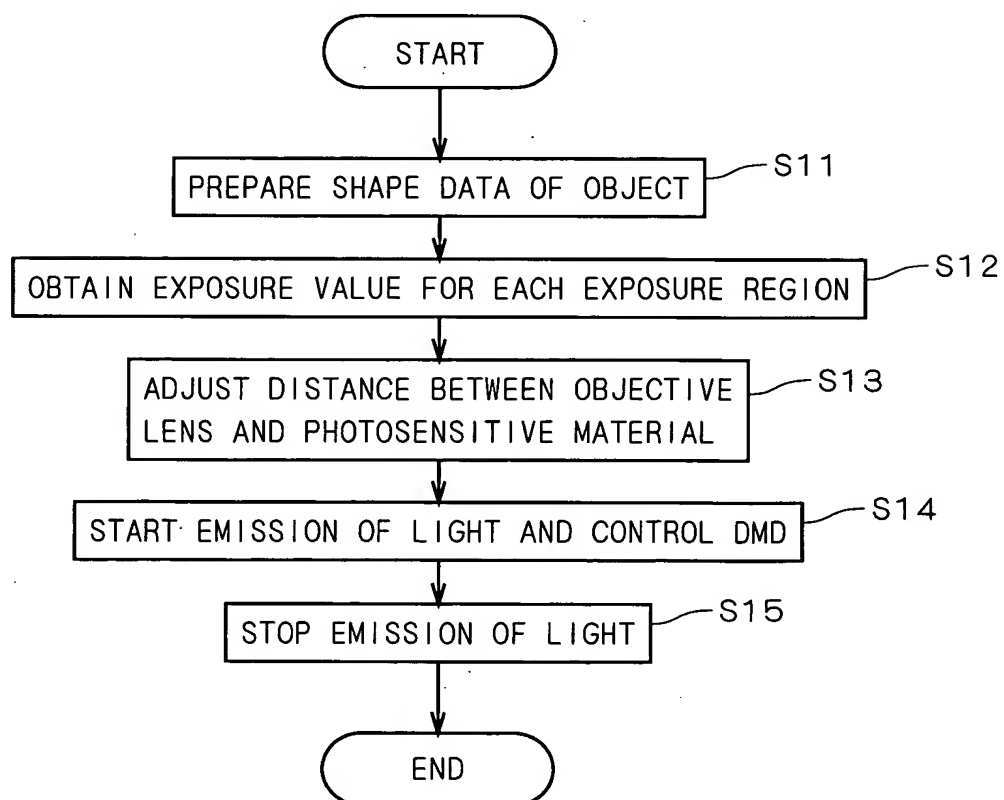 START
PREPARE SHAPE DATA OF OBJECT
S11
OBTAIN EXPOSURE VALUE FOR EACH EXPOSURE REGION
S12
ADJUST DISTANCE BETWEEN OBJECTIVE
LENS AND PHOTOSENSITIVE MATERIAL
S13
START EMISSION OF LIGHT AND CONTROL DMD
S14
STOP EMISSION OF LIGHT
S15
END